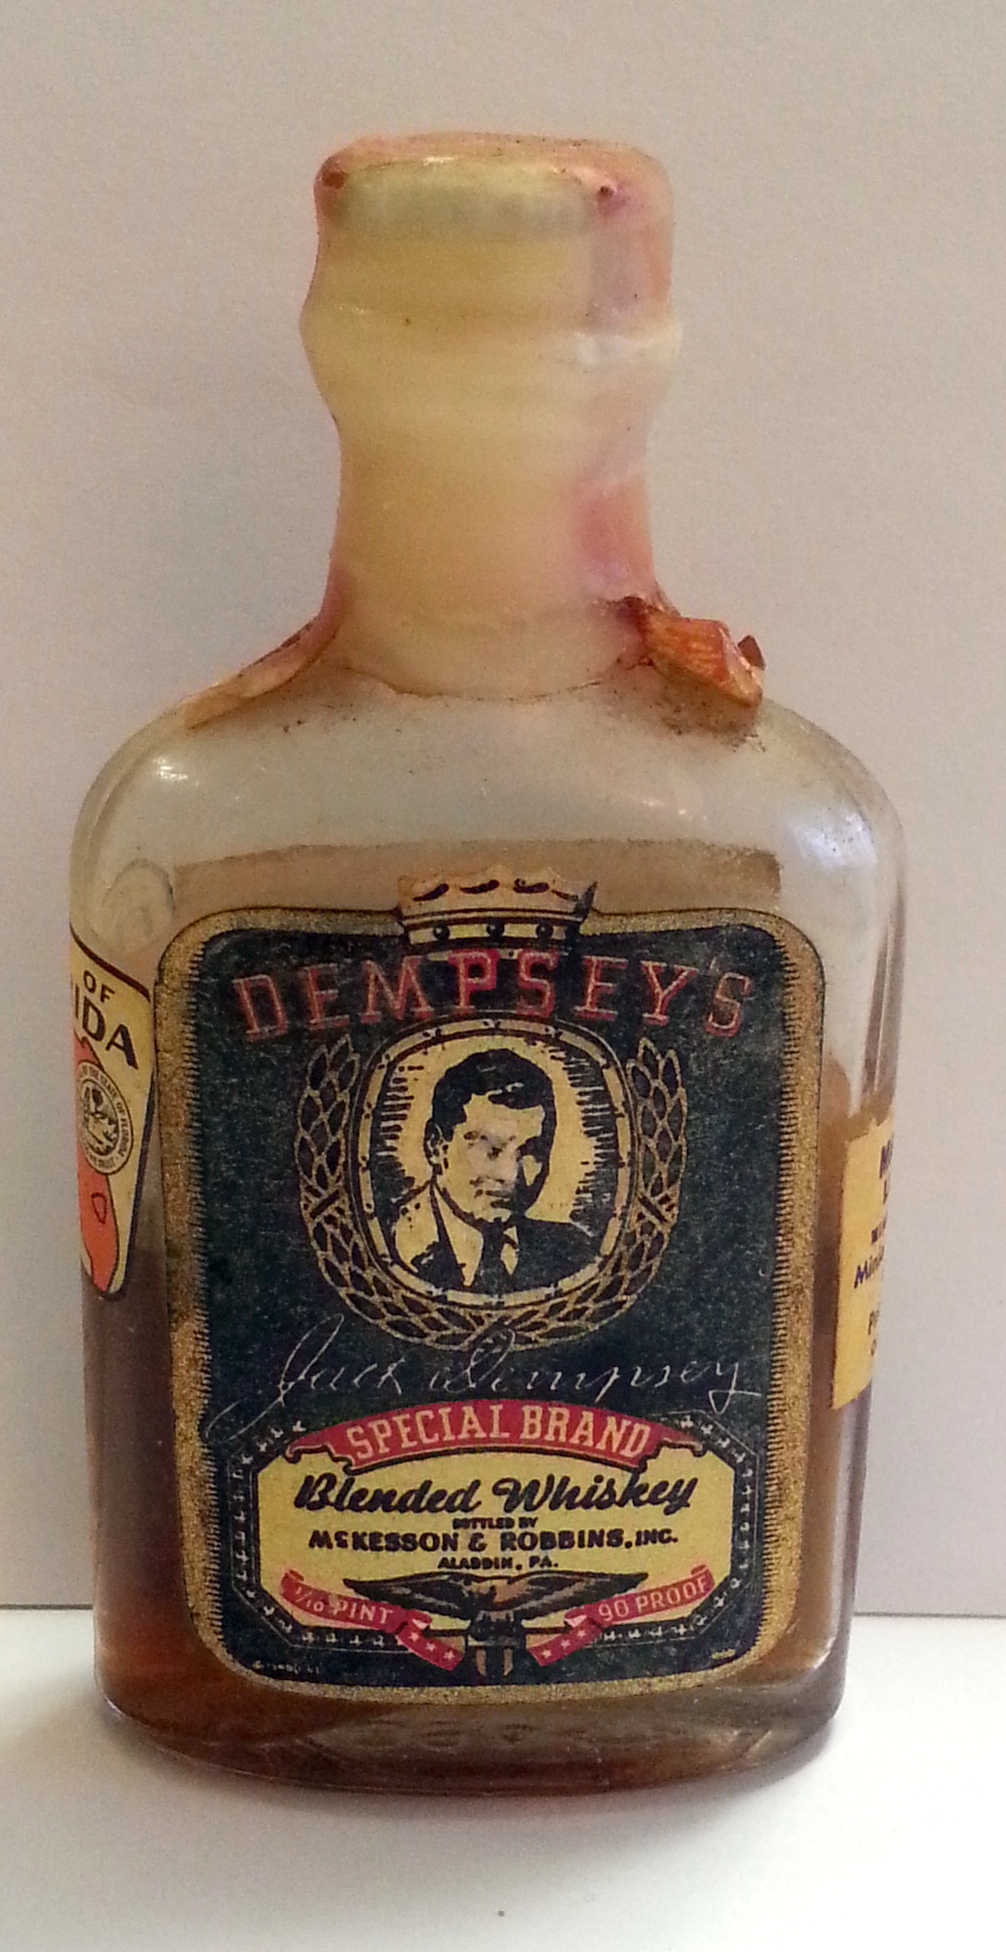 DEMPSEY'S
Jack Dempsey
SPECIAL BRAND
Blended Whiskey
BOTTLED BY
McKESSON & ROBBINS, INC.
ALADDIN, PA.
1/10 PINT
90 PROOF
OF
IDA